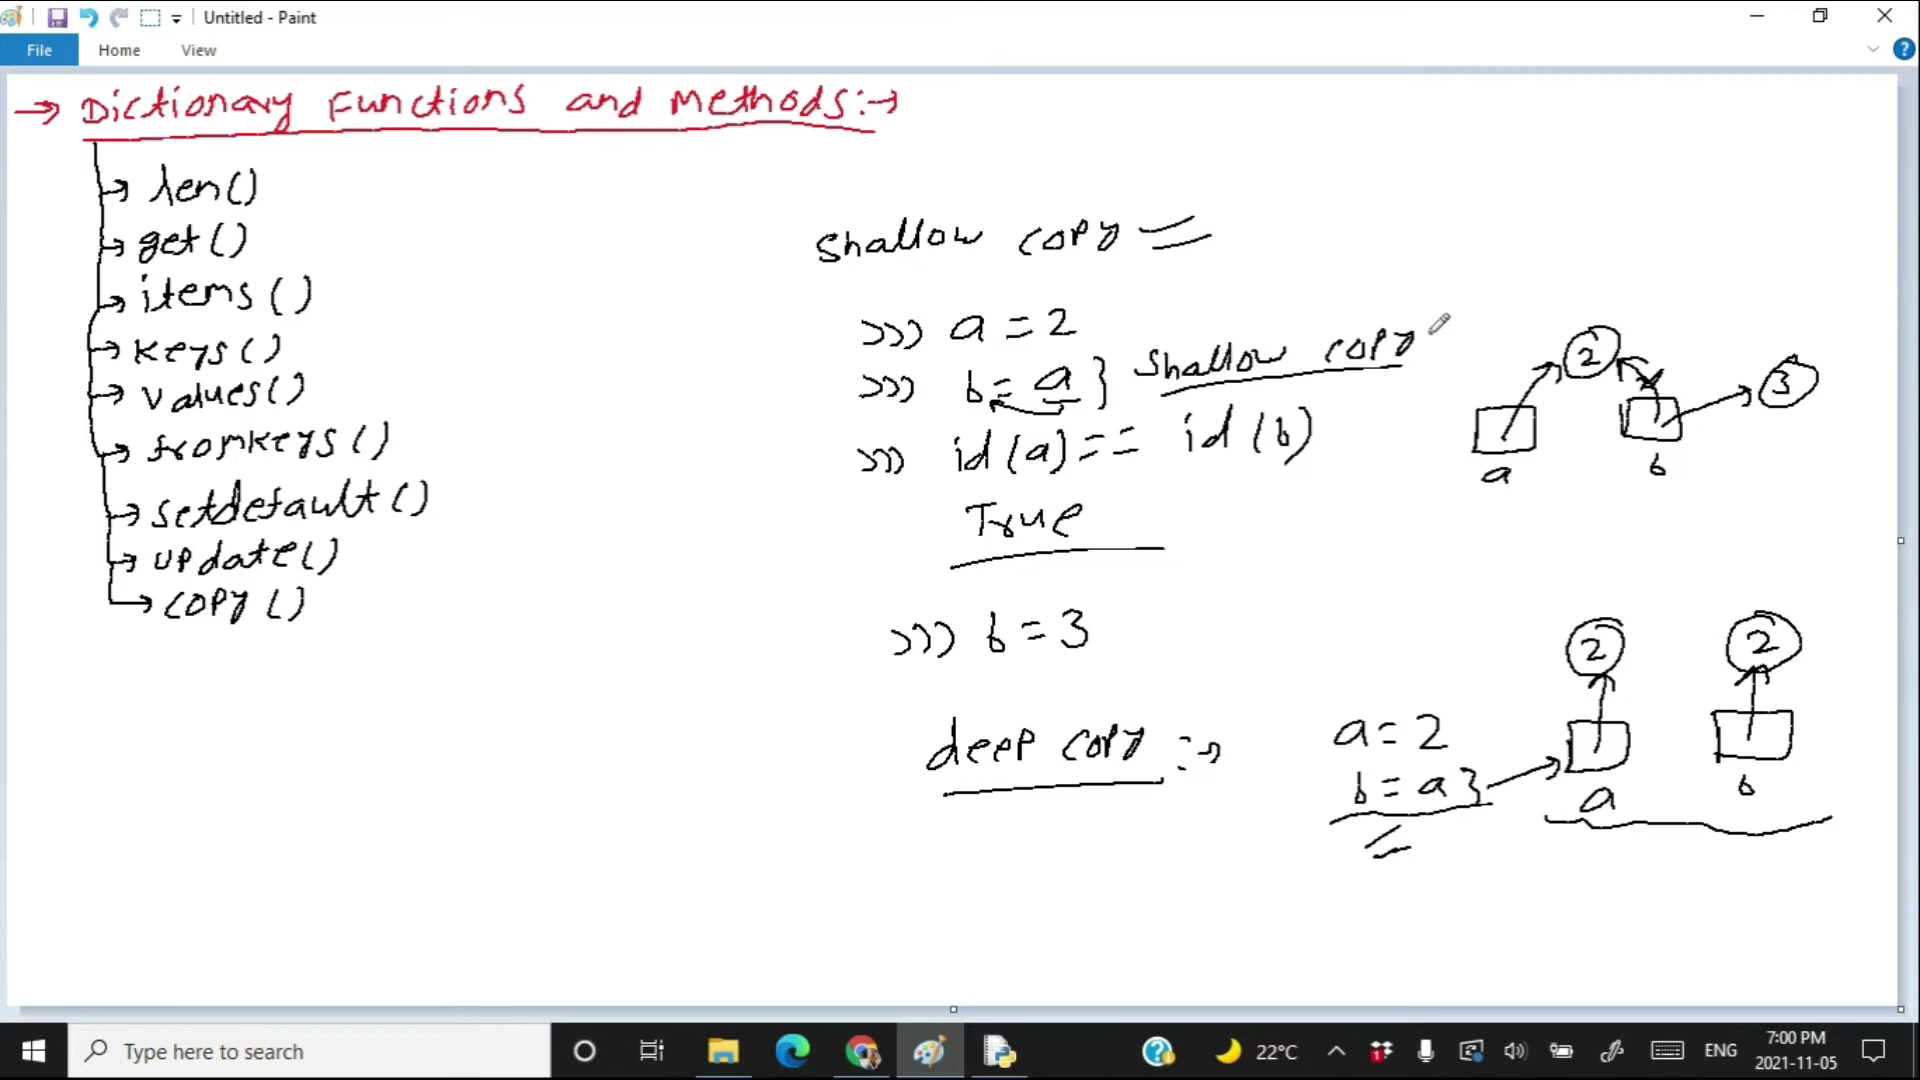 Untitled - Paint
File Home View
→ Dictionary Functions and Methods:→
→ len()
→ get()
→ items()
→ keys()
→ values()
→ fromkeys()
→ setdefault()
→ update()
→ copy()
Shallow copy =
>>> a = 2
>>> b = a } Shallow copy
>>> id(a) == id(b)
True
>>> b = 3
2
3
a
b
deep copy :→
a = 2
b = a }
2
2
a
b
Type here to search
22°C
ENG
7:00 PM
2021-11-05